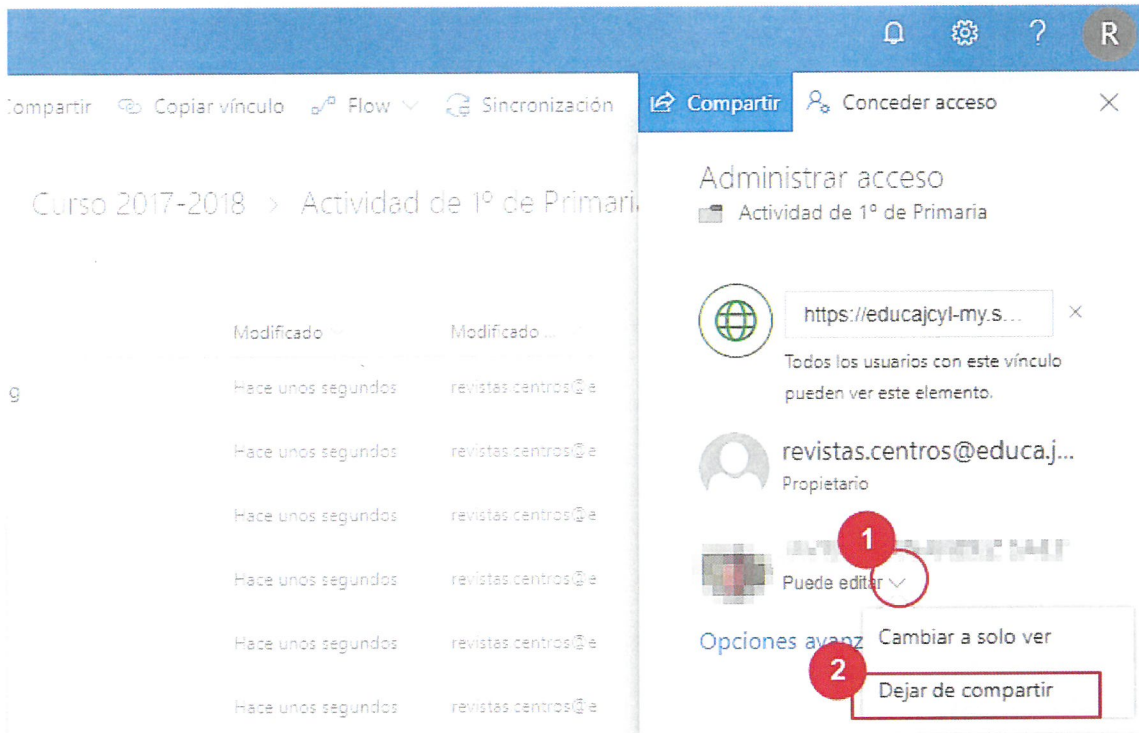 R
Compartir Copiar vínculo Flow Sincronización
Compartir Conceder acceso
Curso 2017-2018 > Actividad de 1º de Primari
Modificado Modificado ...
g
Hace unos segundos revistas.centros@e
Hace unos segundos revistas.centros@e
Hace unos segundos revistas.centros@e
Hace unos segundos revistas.centros@e
Hace unos segundos revistas.centros@e
Hace unos segundos revistas.centros@e
Administrar acceso
Actividad de 1º de Primaria
https://educajcyl-my.s...
Todos los usuarios con este vínculo
pueden ver este elemento.
revistas.centros@educa.j...
Propietario
1
Puede editar
Opciones avanz
Cambiar a solo ver
2
Dejar de compartir